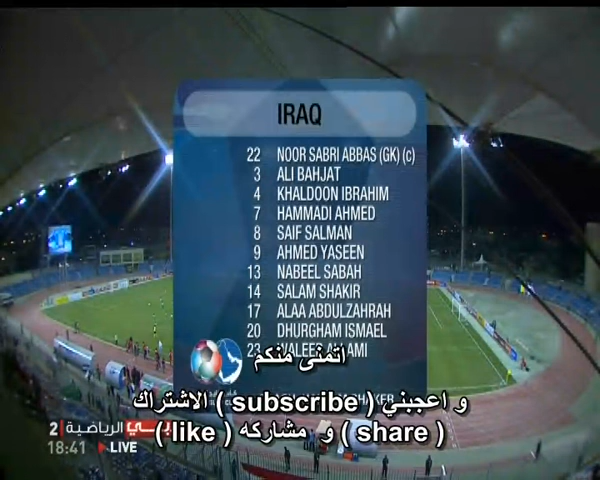 IRAQ
22 NOOR SABRI ABBAS (GK) (c)
3 ALI BAHJAT
4 KHALDOON IBRAHIM
7 HAMMADI AHMED
8 SAIF SALMAN
9 AHMED YASEEN
13 NABEEL SABAH
14 SALAM SHAKIR
17 ALAA ABDULZAHRAH
20 DHURGHAM ISMAEL
23
اتمنى منكم
الاشتراك ( subscribe ) و اعجبني
( like ) و مشاركه ( share )
الرياضية 2
18:41 LIVE